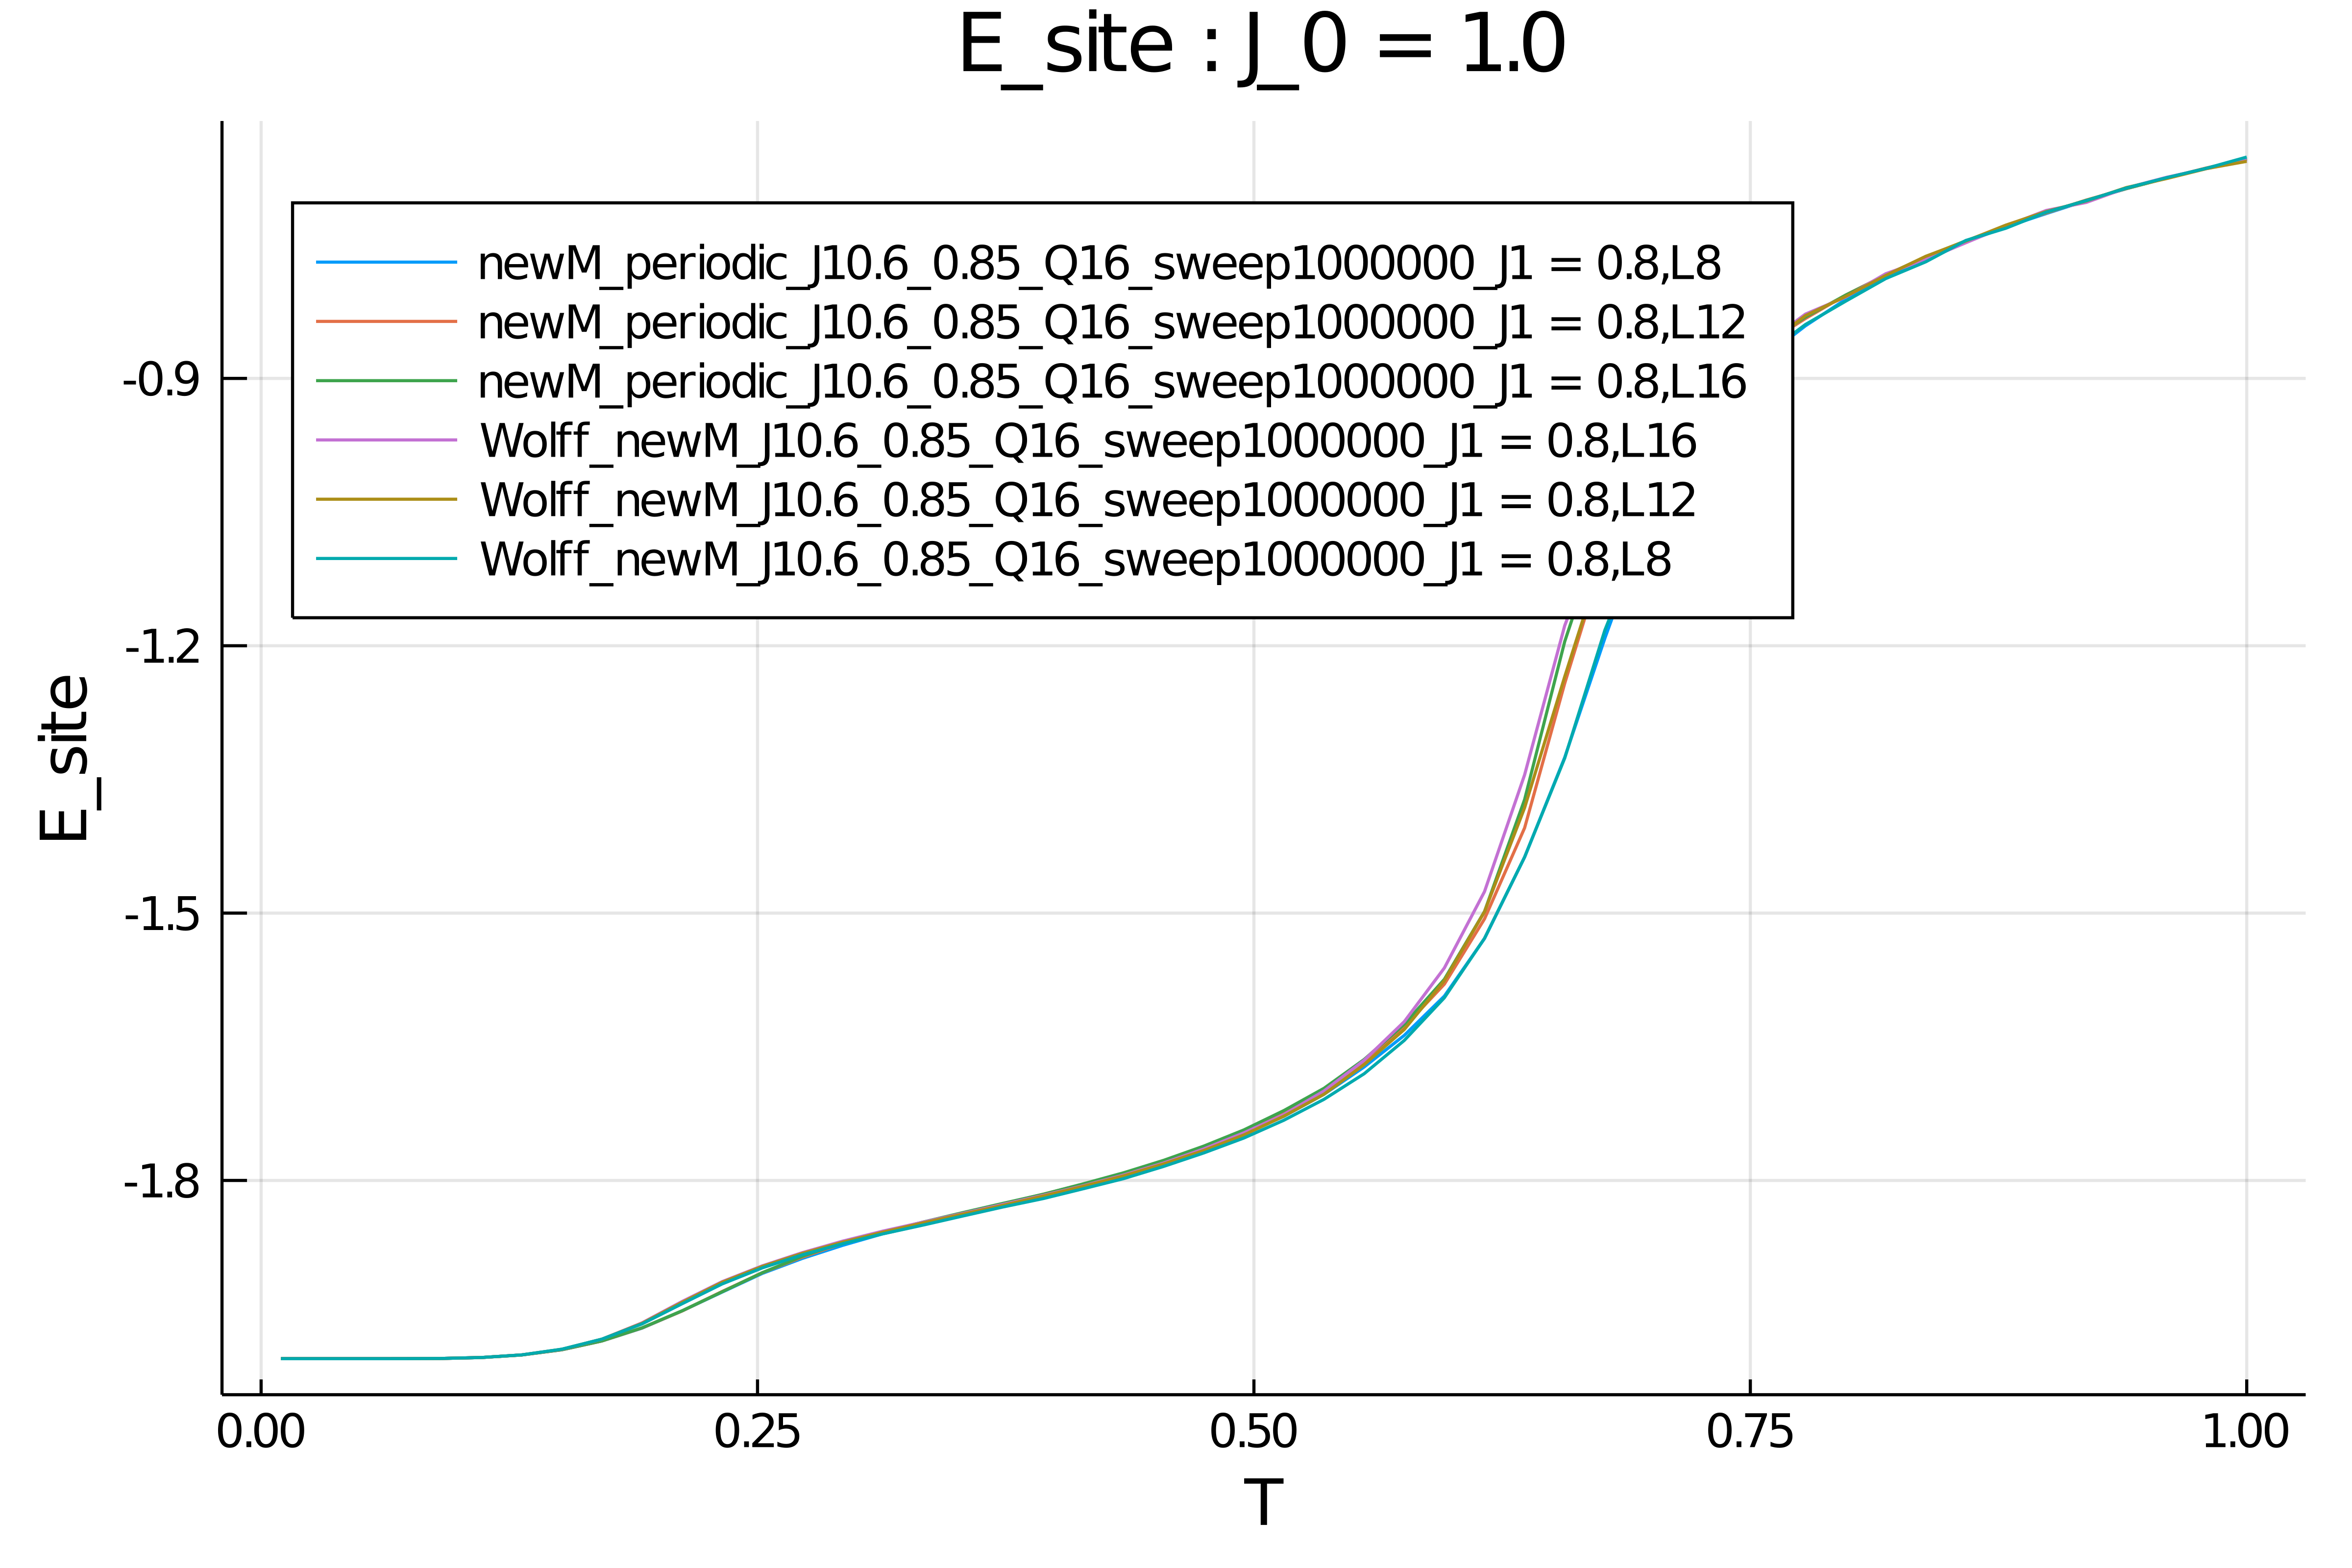 E_site : J_0 = 1.0
newM_periodic_J10.6_0.85_Q16_sweep1000000_J1 = 0.8,L8
newM_periodic_J10.6_0.85_Q16_sweep1000000_J1 = 0.8,L12
newM_periodic_J10.6_0.85_Q16_sweep1000000_J1 = 0.8,L16
Wolff_newM_J10.6_0.85_Q16_sweep1000000_J1 = 0.8,L16
Wolff_newM_J10.6_0.85_Q16_sweep1000000_J1 = 0.8,L12
Wolff_newM_J10.6_0.85_Q16_sweep1000000_J1 = 0.8,L8
-0.9
-1.2
-1.5
-1.8
E_site
0.00 0.25 0.50 0.75 1.00
T